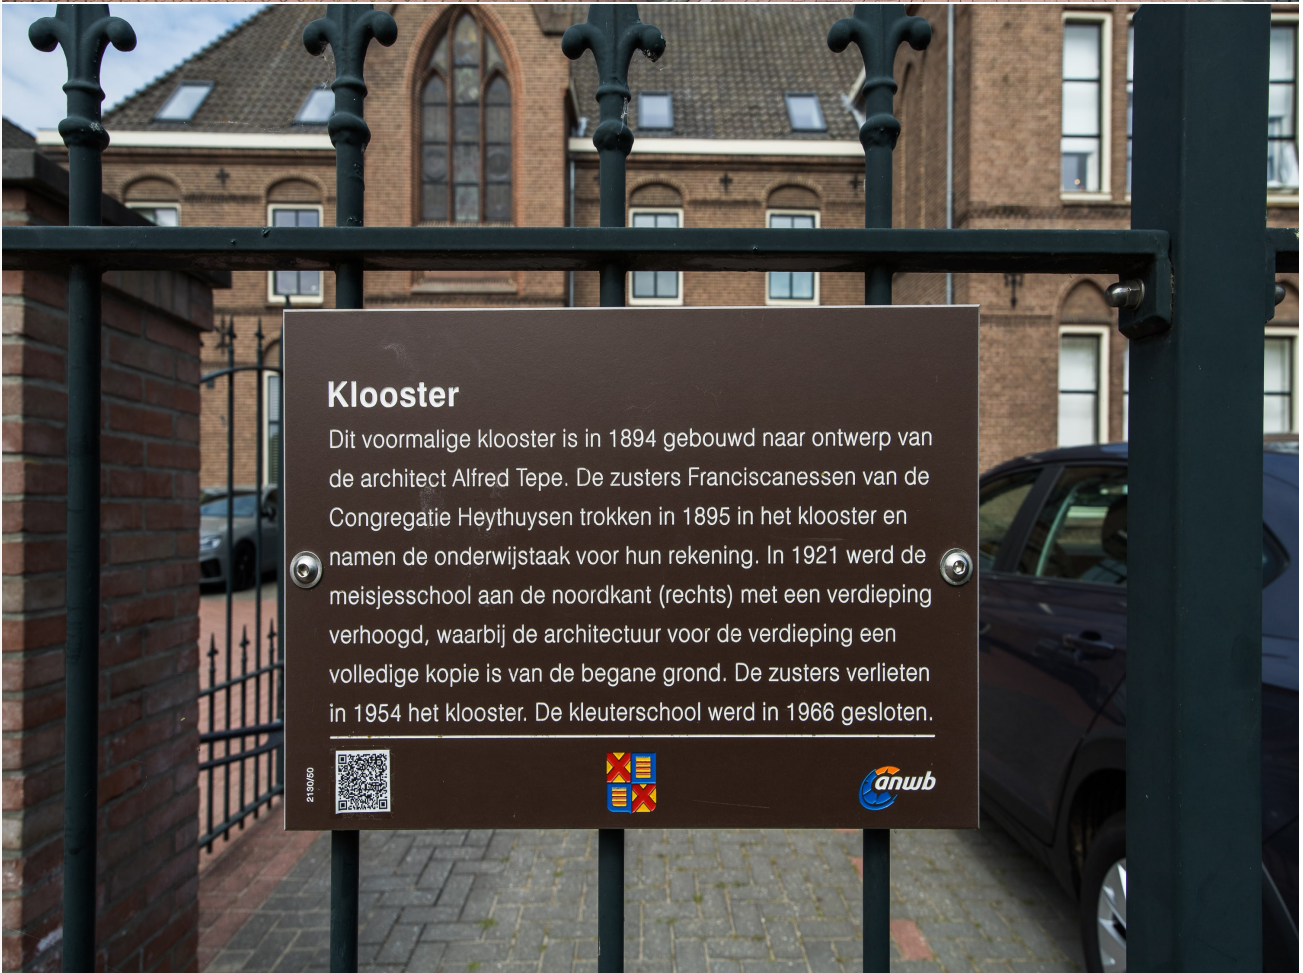 Klooster
Dit voormalige klooster is in 1894 gebouwd naar ontwerp van
de architect Alfred Tepe. De zusters Franciscanessen van de
Congregatie Heythuysen trokken in 1895 in het klooster en
namen de onderwijstaak voor hun rekening. In 1921 werd de
meisjesschool aan de noordkant (rechts) met een verdieping
verhoogd, waarbij de architectuur voor de verdieping een
volledige kopie is van de begane grond. De zusters verlieten
in 1954 het klooster. De kleuterschool werd in 1966 gesloten.
2130/50
anwb